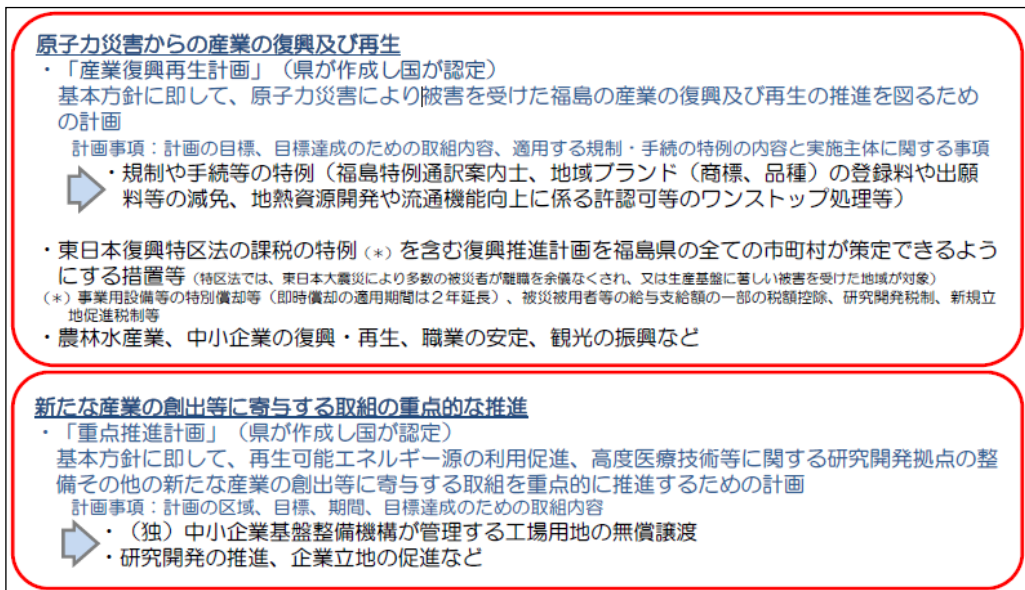 原子力災害からの産業の復興及び再生
・「産業復興再生計画」（県が作成し国が認定）
基本方針に即して、原子力災害により被害を受けた福島の産業の復興及び再生の推進を図るため
の計画
計画事項：計画の目標、目標達成のための取組内容、適用する規制・手続の特例の内容と実施主体に関する事項
・規制や手続等の特例（福島特例通訳案内士、地域ブランド（商標、品種）の登録料や出願
料等の減免、地熱資源開発や流通機能向上に係る許認可等のワンストップ処理等）
・東日本復興特区法の課税の特例（*）を含む復興推進計画を福島県の全ての市町村が策定できるよう
にする措置等（特区法では、東日本大震災により多数の被災者が離職を余儀なくされ、又は生産基盤に著しい被害を受けた地域が対象）
（*）事業用設備等の特別償却等（即時償却の適用期間は２年延長）、被災被用者等の給与支給額の一部の税額控除、研究開発税制、新規立
地促進税制等
・農林水産業、中小企業の復興・再生、職業の安定、観光の振興など
新たな産業の創出等に寄与する取組の重点的な推進
・「重点推進計画」（県が作成し国が認定）
基本方針に即して、再生可能エネルギー源の利用促進、高度医療技術等に関する研究開発拠点の整
備その他の新たな産業の創出等に寄与する取組を重点的に推進するための計画
計画事項：計画の区域、目標、期間、目標達成のための取組内容
・（独）中小企業基盤整備機構が管理する工場用地の無償譲渡
・研究開発の推進、企業立地の促進など